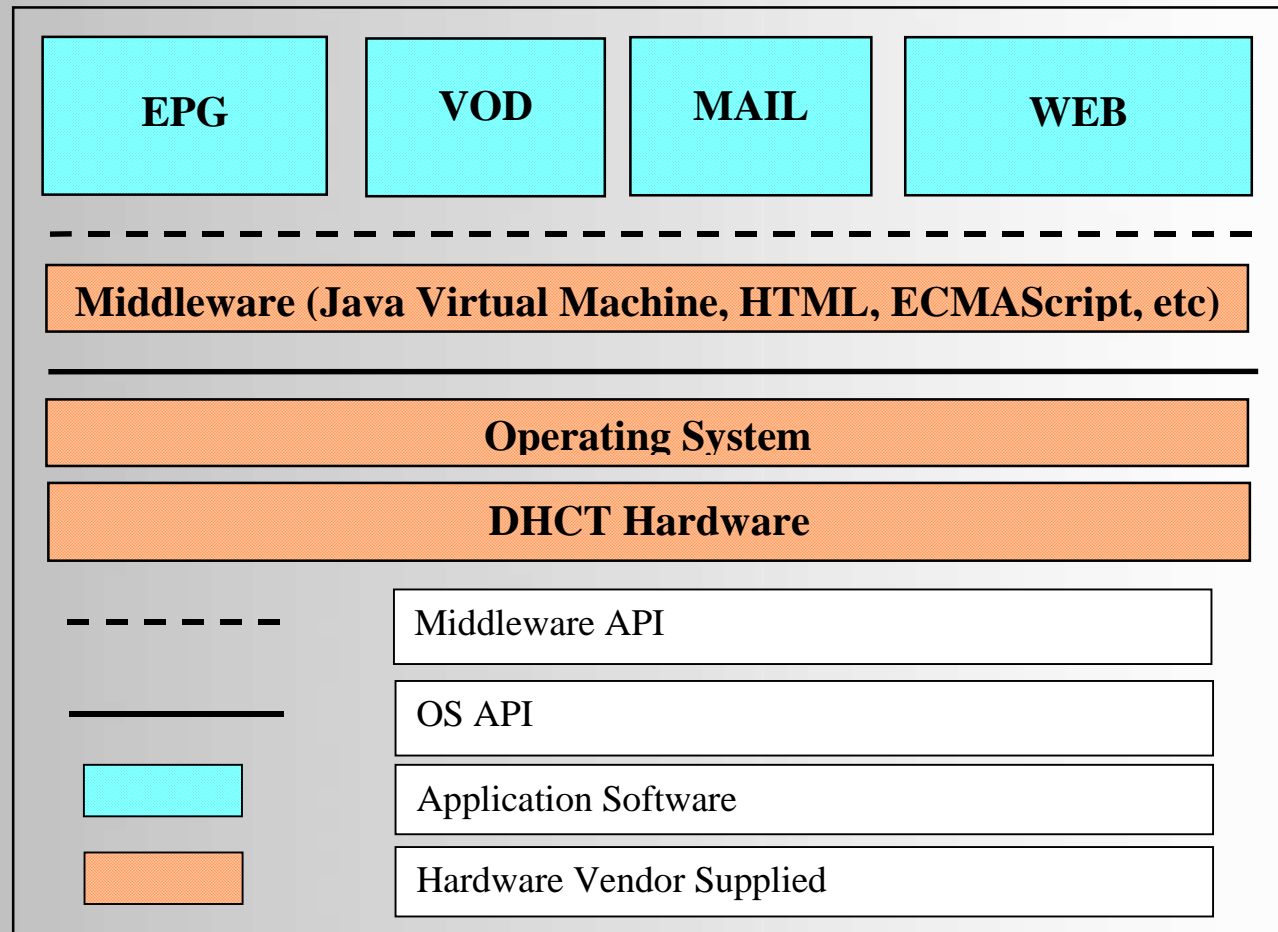 EPG VOD MAIL WEB
Middleware (Java Virtual Machine, HTML, ECMAScript, etc)
Operating System
DHCT Hardware
Middleware API
OS API
Application Software
Hardware Vendor Supplied